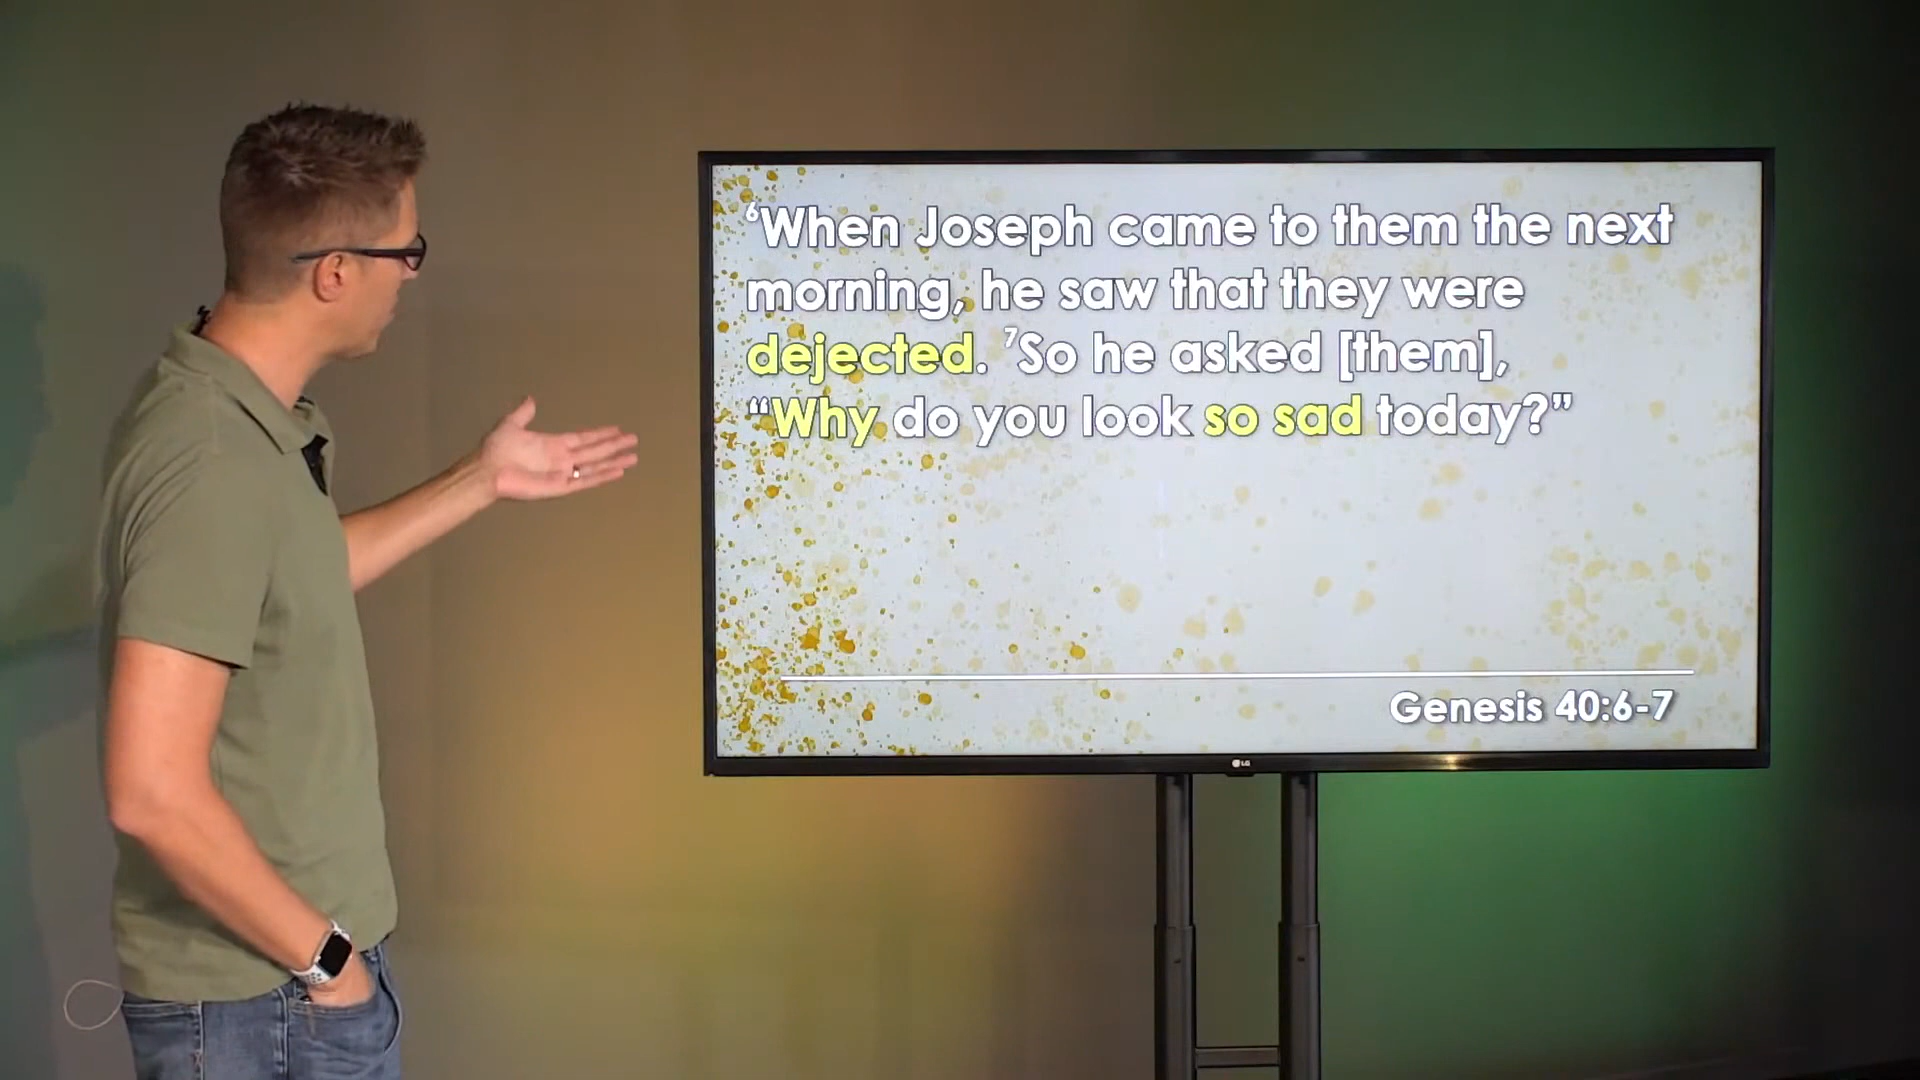 ⁶When Joseph came to them the next
morning, he saw that they were
dejected. ⁷So he asked [them],
“Why do you look so sad today?”
Genesis 40:6-7
LG